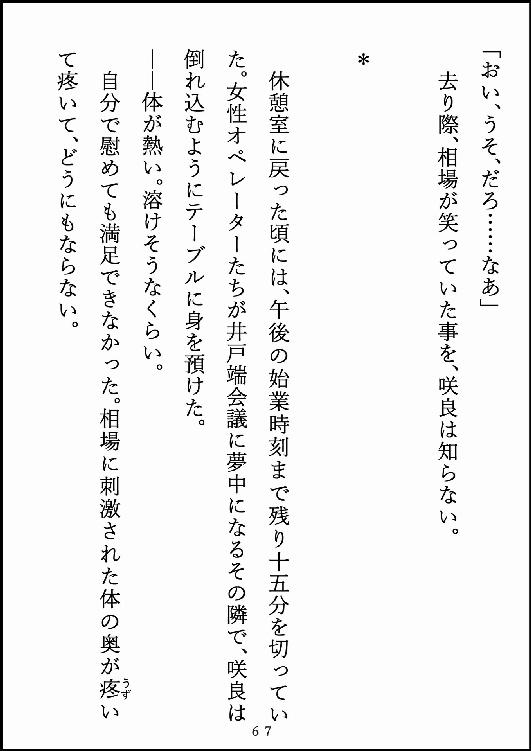 「おい、うそ、だろ……なあ」
去り際、相場が笑っていた事を、咲良は知らない。
＊
休憩室に戻った頃には、午後の始業時刻まで残り十五分を切ってい
た。女性オペレーターたちが井戸端会議に夢中になるその隣で、咲良は
倒れ込むようにテーブルに身を預けた。
――体が熱い。溶けそうなくらい。
自分で慰めても満足できなかった。相場に刺激された体の奥が疼い
うず
て疼いて、どうにもならない。
67